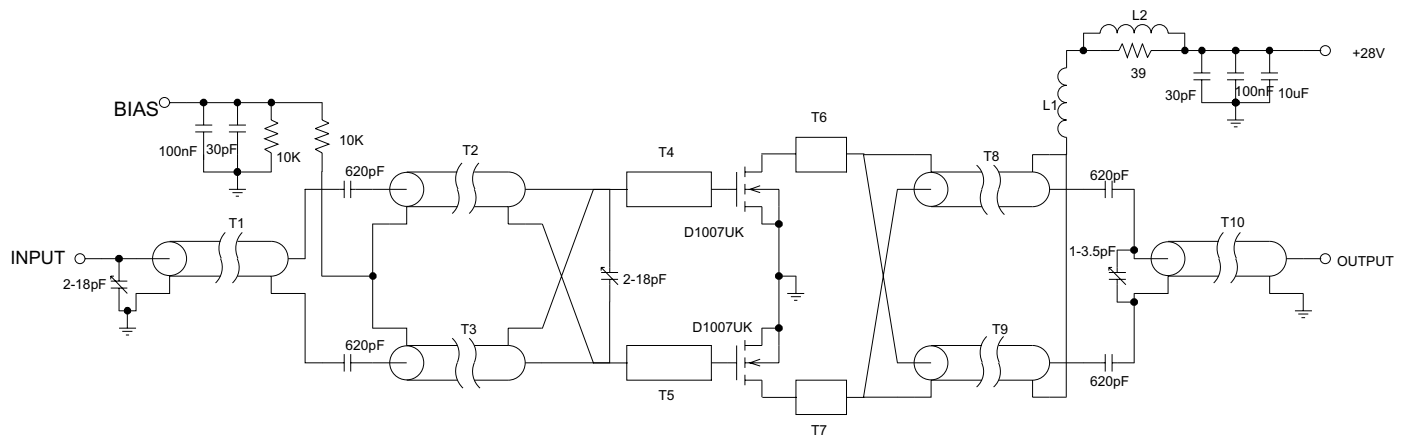 L2
39
+28V
30pF
100nF
10uF
L1
BIAS
100nF
30pF
10K
10K
T6
620pF
T2
T4
T8
620pF
D1007UK
T1
INPUT
2-18pF
2-18pF
1-3.5pF
T10
OUTPUT
D1007UK
620pF
T3
T9
620pF
T5
T7